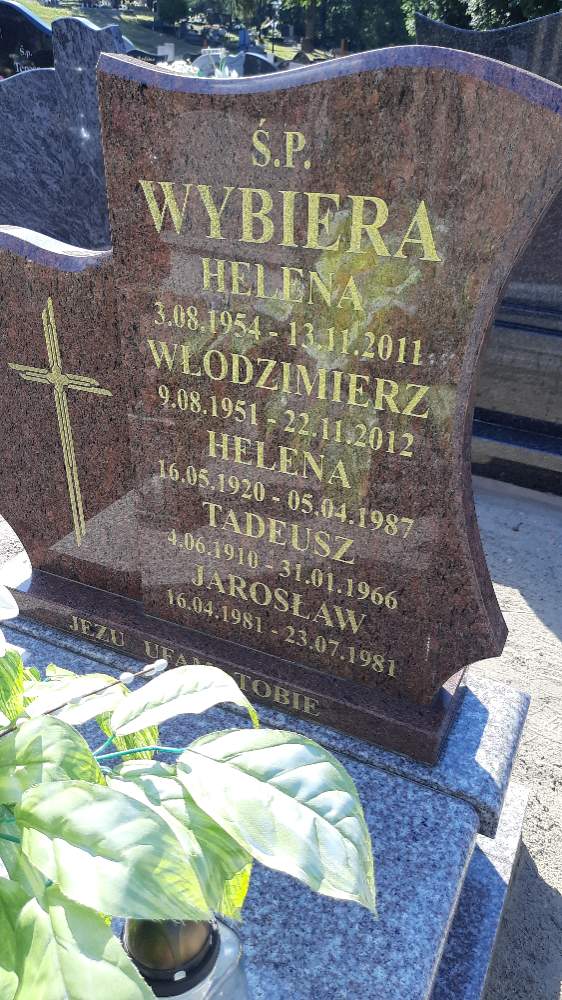 Ś.P.
WYBIERA
HELENA
3.08.1954 - 13.11.2011
WŁODZIMIERZ
9.08.1951 - 22.11.2012
HELENA
16.05.1920 - 05.04.1987
TADEUSZ
4.06.1910 - 31.01.1966
JAROSŁAW
16.04.1981 - 23.07.1981
JEZU UFAM TOBIE
Ś.P.